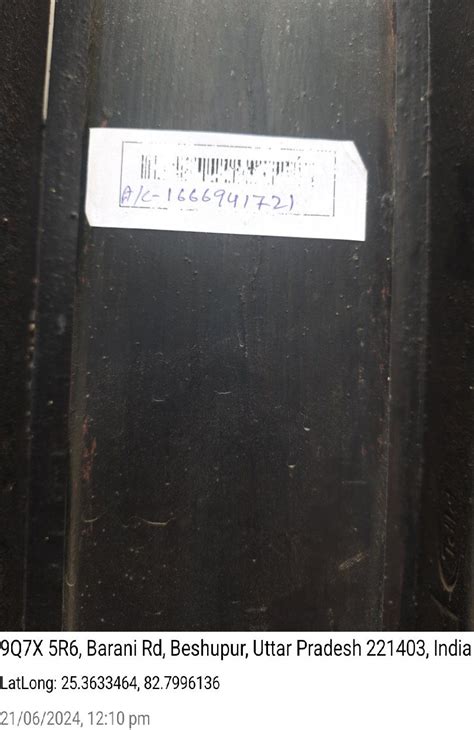 A/C-1666941721
9Q7X 5R6, Barani Rd, Beshupur, Uttar Pradesh 221403, India
LatLong: 25.3633464, 82.7996136
21/06/2024, 12:10 pm